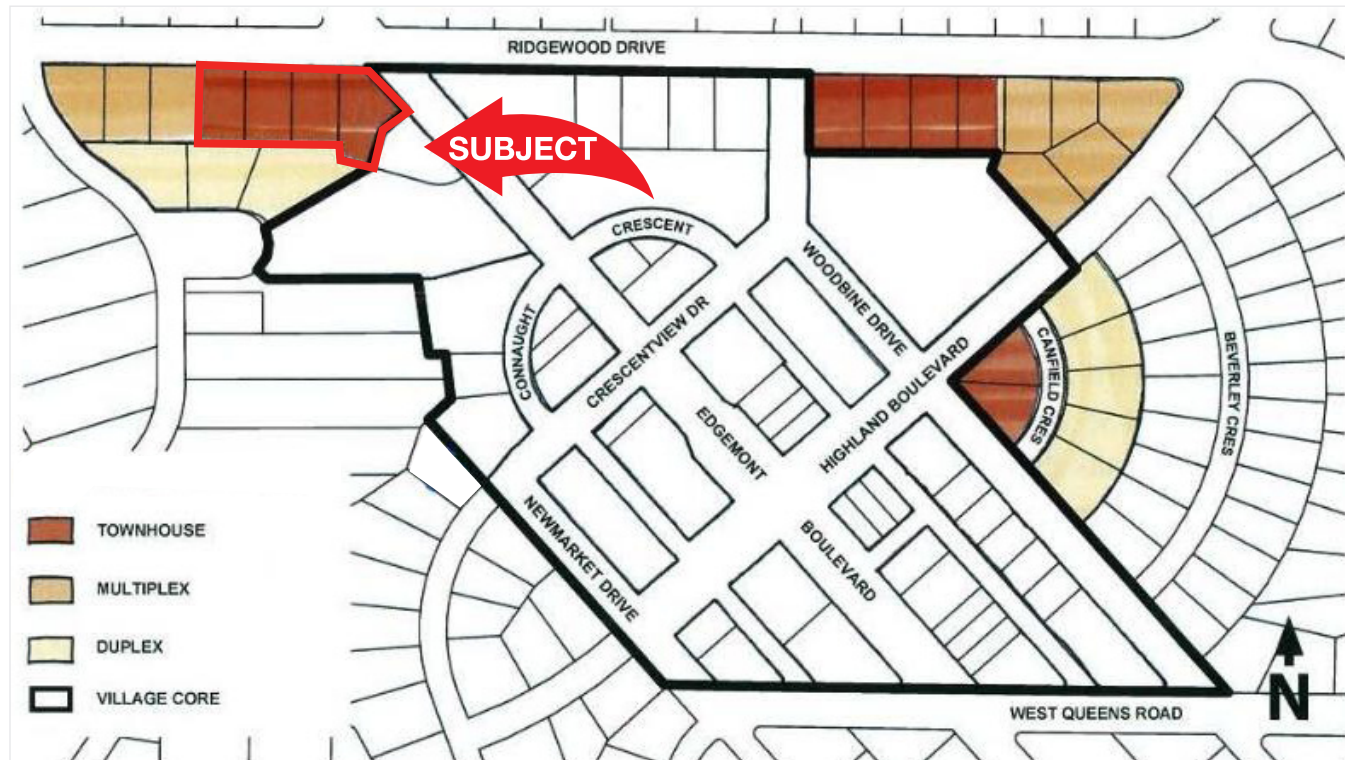 RIDGEWOOD DRIVE
SUBJECT
CRESCENT
WOODBINE DRIVE
CONNAUGHT
CRESCENTVIEW DR
CANFIELD CRES
BEVERLEY CRES
EDGEMONT
HIGHLAND BOULEVARD
NEWMARKET DRIVE
BOULEVARD
TOWNHOUSE
MULTIPLEX
DUPLEX
VILLAGE CORE
N
WEST QUEENS ROAD